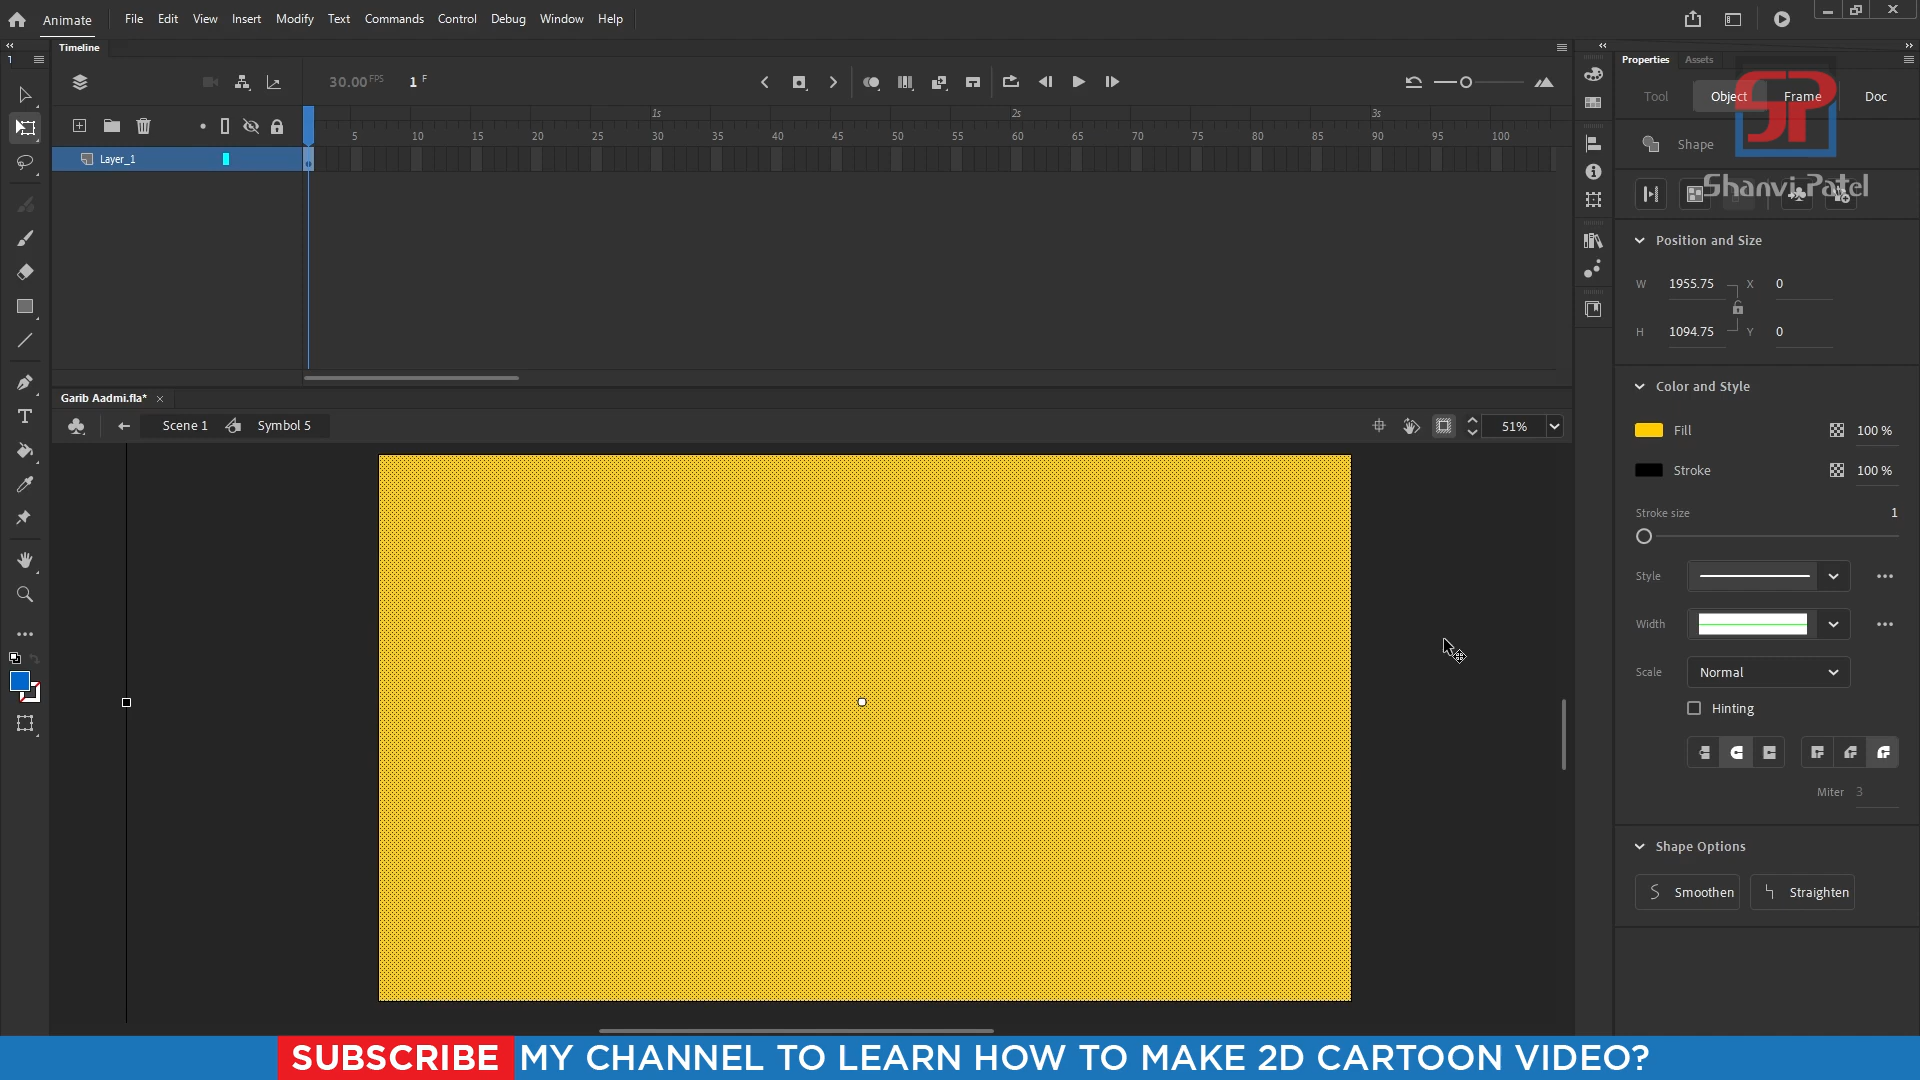 Animate File Edit View Insert Modify Text Commands Control Debug Window Help
Timeline
30.00 FPS 1 F
1s 2s 3s
5 10 15 20 25 30 35 40 45 50 55 60 65 70 75 80 85 90 95 100
Layer_1
Garib Aadmi.fla*
Scene 1 Symbol 5 51%
1
Properties Assets
Tool Object Frame Doc
SP
Shape
Shanvi Patel
Position and Size
W 1955.75 X 0
H 1094.75 Y 0
Color and Style
Fill 100 %
Stroke 100 %
Stroke size 1
Style
Width
Scale Normal
Hinting
Miter 3
Shape Options
Smoothen Straighten
SUBSCRIBE MY CHANNEL TO LEARN HOW TO MAKE 2D CARTOON VIDEO?